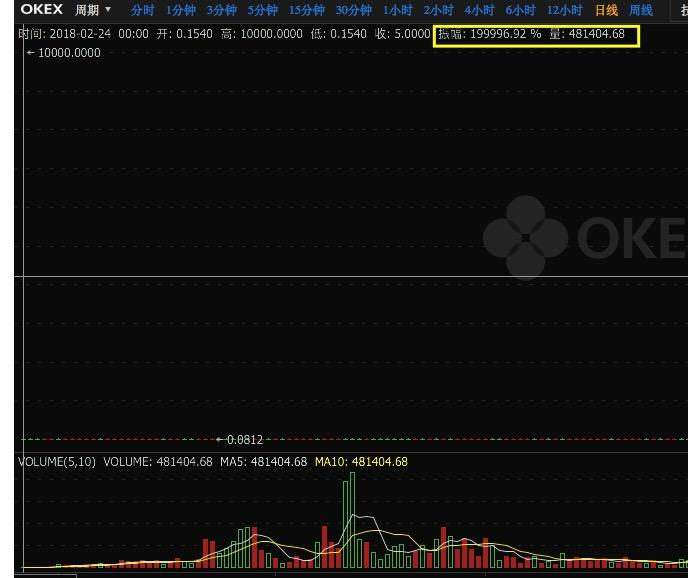 OKEX 周期 ▼ 分时 1分钟 3分钟 5分钟 15分钟 30分钟 1小时 2小时 4小时 6小时 12小时 日线 周线
时间: 2018-02-24 00:00 开: 0.1540 高: 10000.0000 低: 0.1540 收: 5.0000 振幅: 199996.92 % 量: 481404.68
←10000.0000
OKE
←0.0812
VOLUME(5,10) VOLUME: 481404.68 MA5: 481404.68 MA10: 481404.68